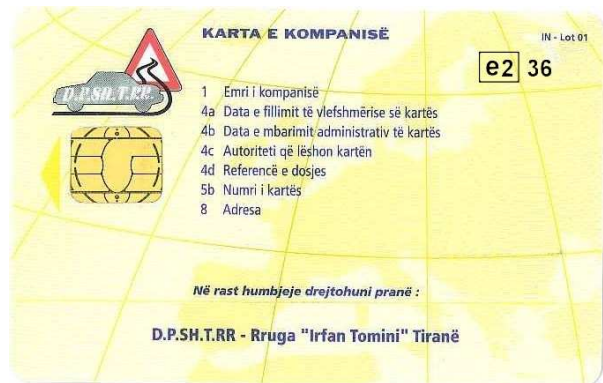 KARTA E KOMPANISË
IN - Lot 01
e2 36
D.P.SH.T.RR.
1 Emri i kompanisë
4a Data e fillimit të vlefshmërise së kartës
4b Data e mbarimit administrativ të kartës
4c Autoriteti që lëshon kartën
4d Referencë e dosjes
5b Numri i kartës
8 Adresa
Në rast humbjeje drejtohuni pranë :
D.P.SH.T.RR - Rruga "Irfan Tomini" Tiranë